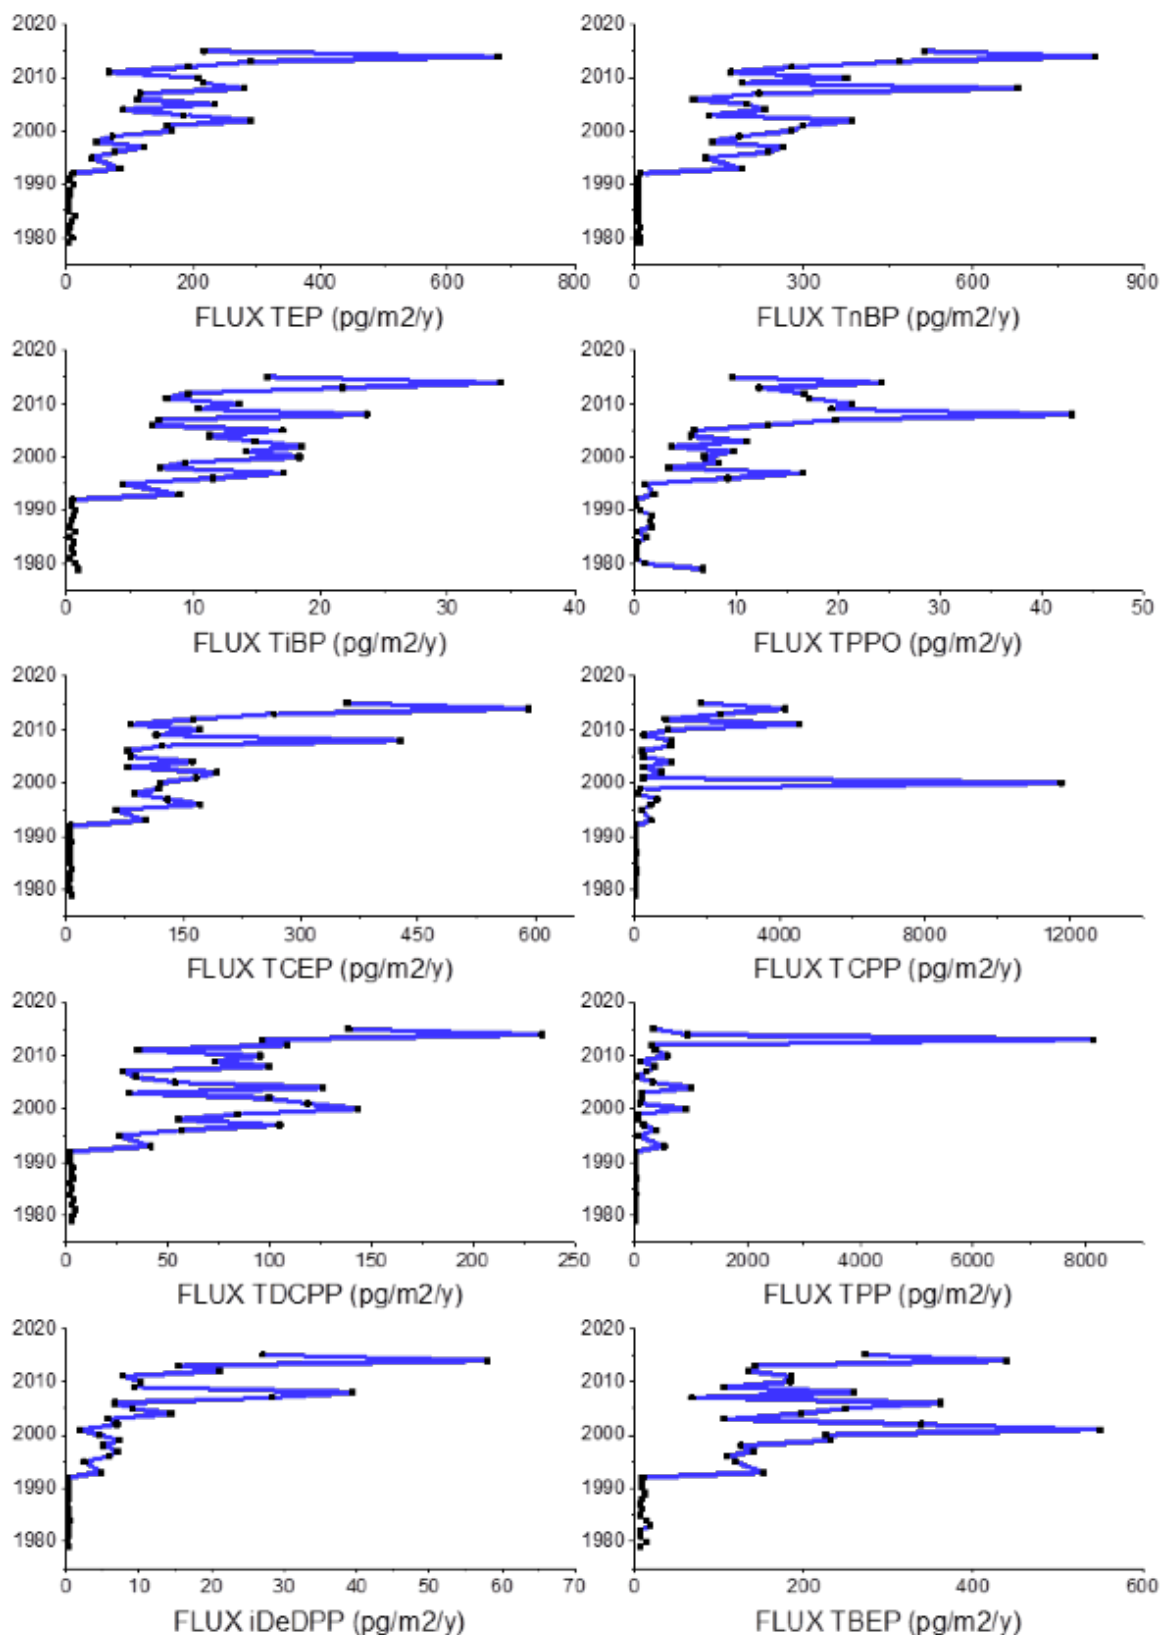 2020
2010
2000
1990
1980
0 200 400 600 800
FLUX TEP (pg/m2/y)
2020
2010
2000
1990
1980
0 300 600 900
FLUX TnBP (pg/m2/y)
2020
2010
2000
1990
1980
0 10 20 30 40
FLUX TiBP (pg/m2/y)
2020
2010
2000
1990
1980
0 10 20 30 40 50
FLUX TPPO (pg/m2/y)
2020
2010
2000
1990
1980
0 150 300 450 600
FLUX TCEP (pg/m2/y)
2020
2010
2000
1990
1980
0 4000 8000 12000
FLUX TCPP (pg/m2/y)
2020
2010
2000
1990
1980
0 50 100 150 200 250
FLUX TDCPP (pg/m2/y)
2020
2010
2000
1990
1980
0 2000 4000 6000 8000
FLUX TPP (pg/m2/y)
2020
2010
2000
1990
1980
0 10 20 30 40 50 60 70
FLUX iDeDPP (pg/m2/y)
2020
2010
2000
1990
1980
0 200 400 600
FLUX TBEP (pg/m2/y)